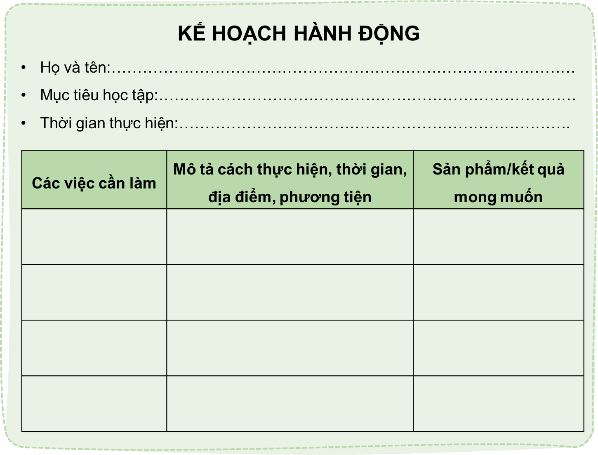 KẾ HOẠCH HÀNH ĐỘNG
• Họ và tên:……………………………………………………………………………
• Mục tiêu học tập:……………………………………………………………………
• Thời gian thực hiện:……………………………………………………………….
Các việc cần làm
Mô tả cách thực hiện, thời gian,
địa điểm, phương tiện
Sản phẩm/kết quả
mong muốn